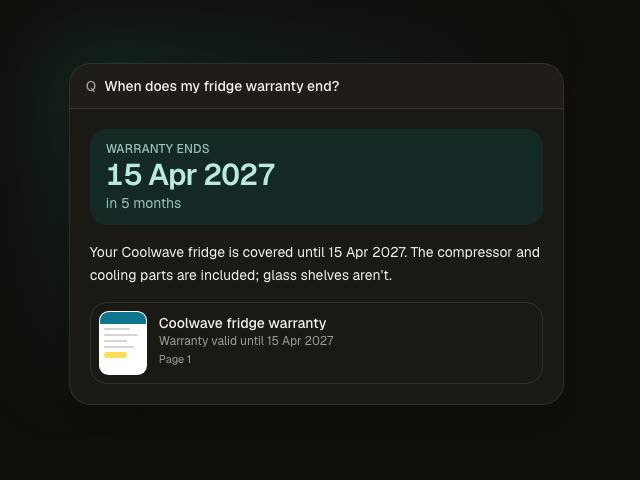 Q When does my fridge warranty end?
WARRANTY ENDS
15 Apr 2027
in 5 months
Your Coolwave fridge is covered until 15 Apr 2027. The compressor and
cooling parts are included; glass shelves aren't.
Coolwave fridge warranty
Warranty valid until 15 Apr 2027
Page 1